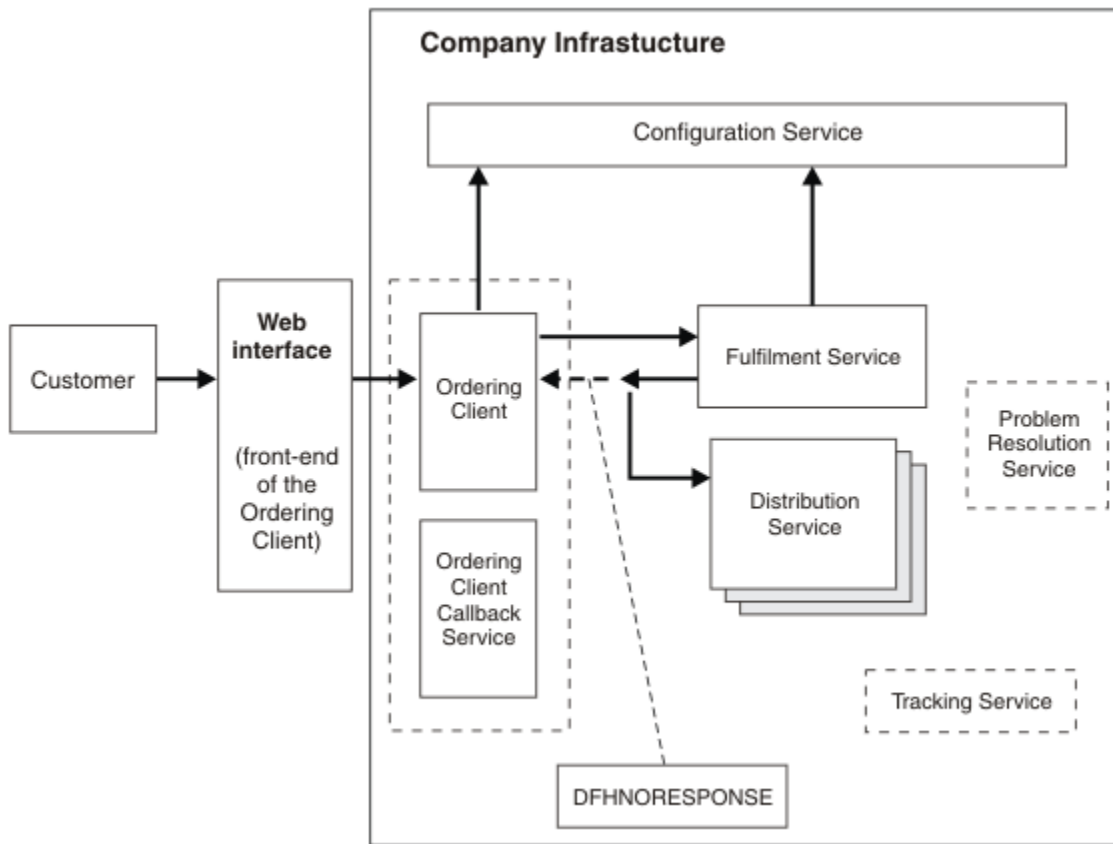 Company Infrastucture
Configuration Service
Customer
Web
interface
(front-end
of the
Ordering
Client)
Ordering
Client
Fulfilment Service
Problem
Resolution
Service
Distribution
Service
Ordering
Client
Callback
Service
Tracking Service
DFHNORESPONSE